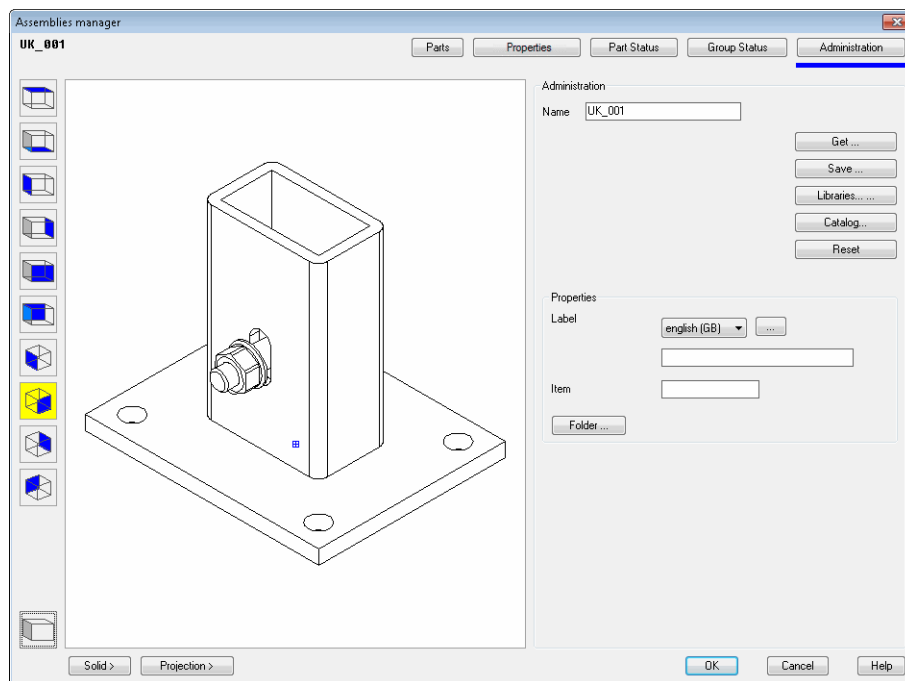 Assemblies manager
UK_001
Parts
Properties
Part Status
Group Status
Administration
Administration
Name
UK_001
Get ...
Save ...
Libraries... ...
Catalog...
Reset
Properties
Label
english (GB)
...
Item
Folder ...
Solid >
Projection >
OK
Cancel
Help